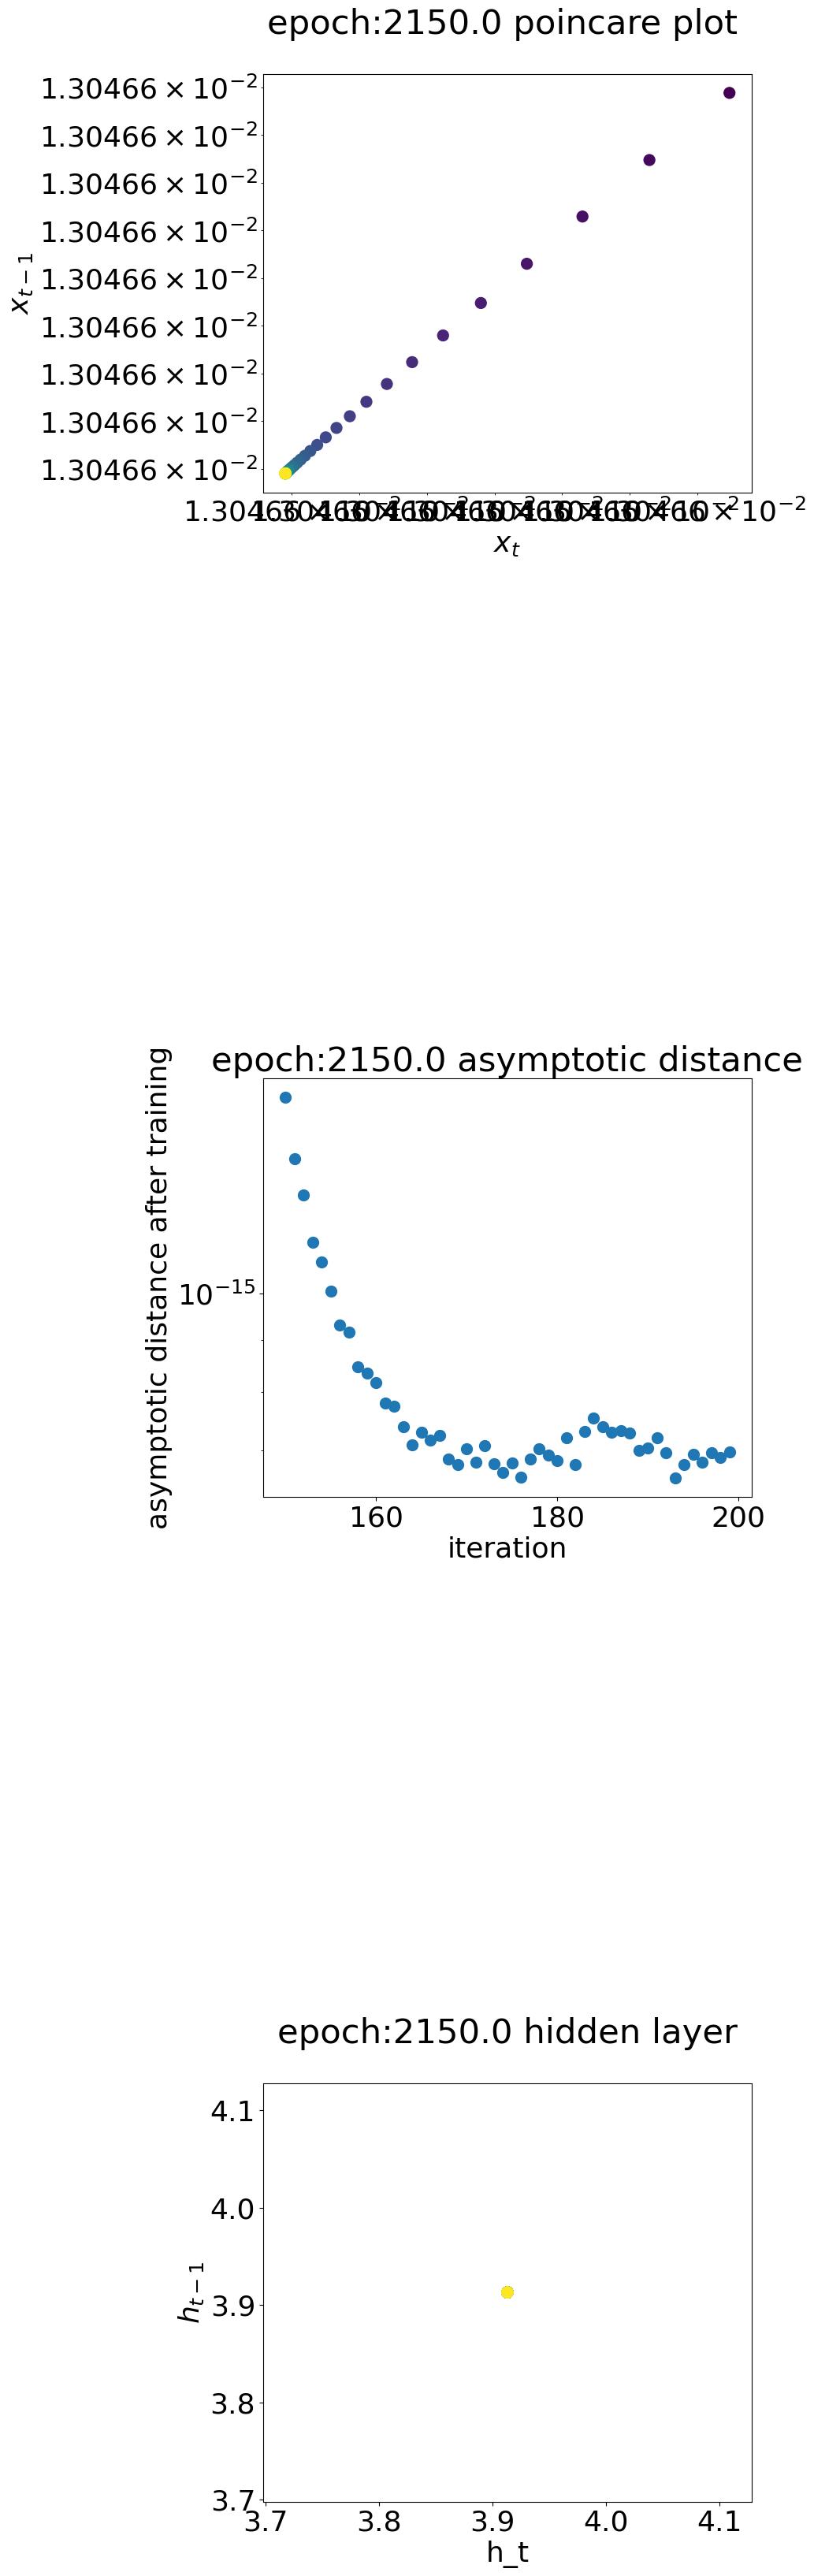 epoch:2150.0 poincare plot
1.30466 × 10⁻²
1.30466 × 10⁻²
1.30466 × 10⁻²
1.30466 × 10⁻²
1.30466 × 10⁻²
1.30466 × 10⁻²
1.30466 × 10⁻²
1.30466 × 10⁻²
1.30466 × 10⁻²
xₜ₋₁
xₜ
epoch:2150.0 asymptotic distance
asymptotic distance after training
10⁻¹⁵
160 180 200
iteration
epoch:2150.0 hidden layer
4.1
4.0
3.9
3.8
3.7
hₜ₋₁
3.7 3.8 3.9 4.0 4.1
h_t